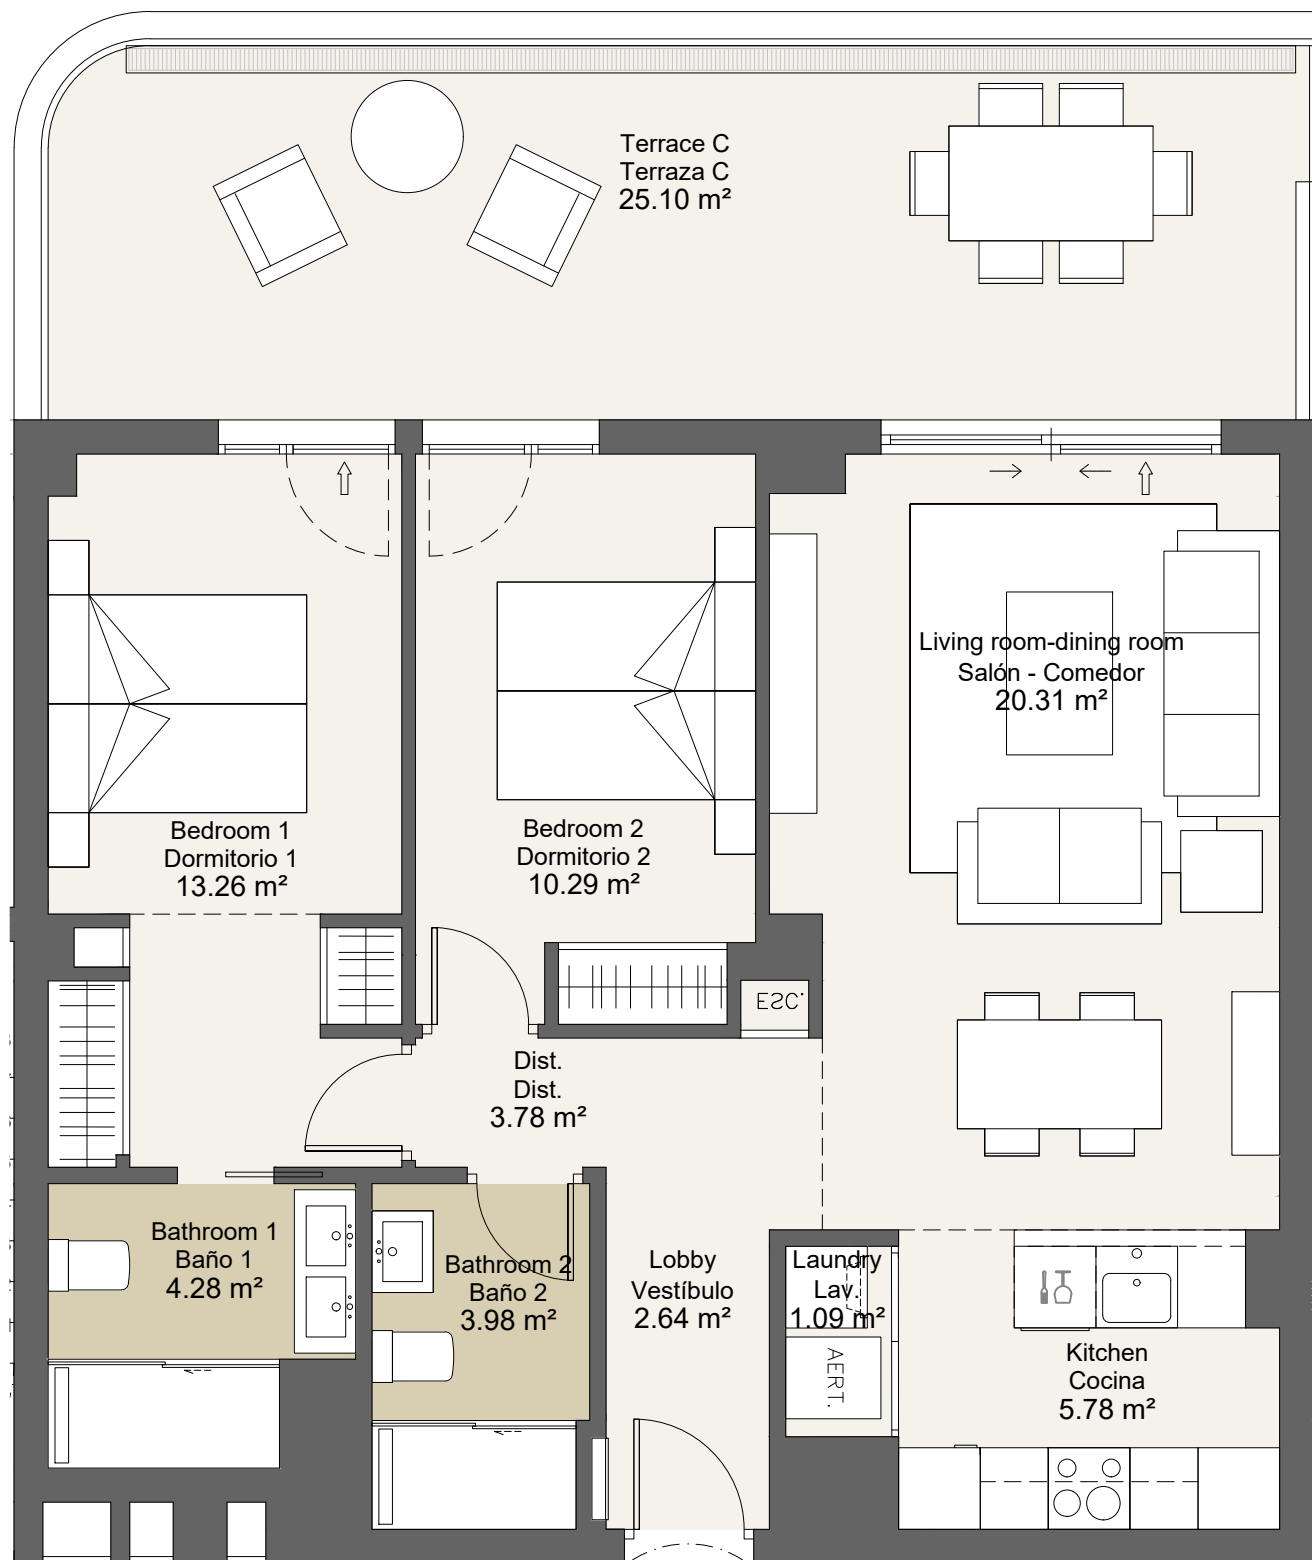 Terrace C
Terraza C
25.10 m²
Living room-dining room
Salón - Comedor
20.31 m²
Bedroom 1
Dormitorio 1
13.26 m²
Bedroom 2
Dormitorio 2
10.29 m²
ESC.
Dist.
Dist.
3.78 m²
Bathroom 1
Baño 1
4.28 m²
Bathroom 2
Baño 2
3.98 m²
Lobby
Vestíbulo
2.64 m²
Laundry
Lav.
1.09 m²
AERT.
Kitchen
Cocina
5.78 m²